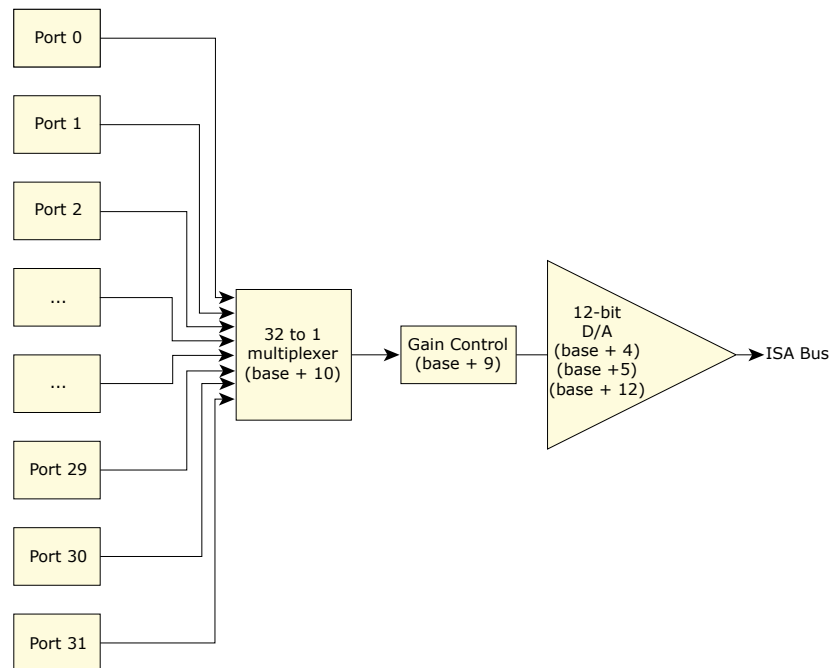 Port 0
Port 1
Port 2
...
...
Port 29
Port 30
Port 31
32 to 1
multiplexer
(base + 10)
Gain Control
(base + 9)
12-bit
D/A
(base + 4)
(base +5)
(base + 12)
ISA Bus